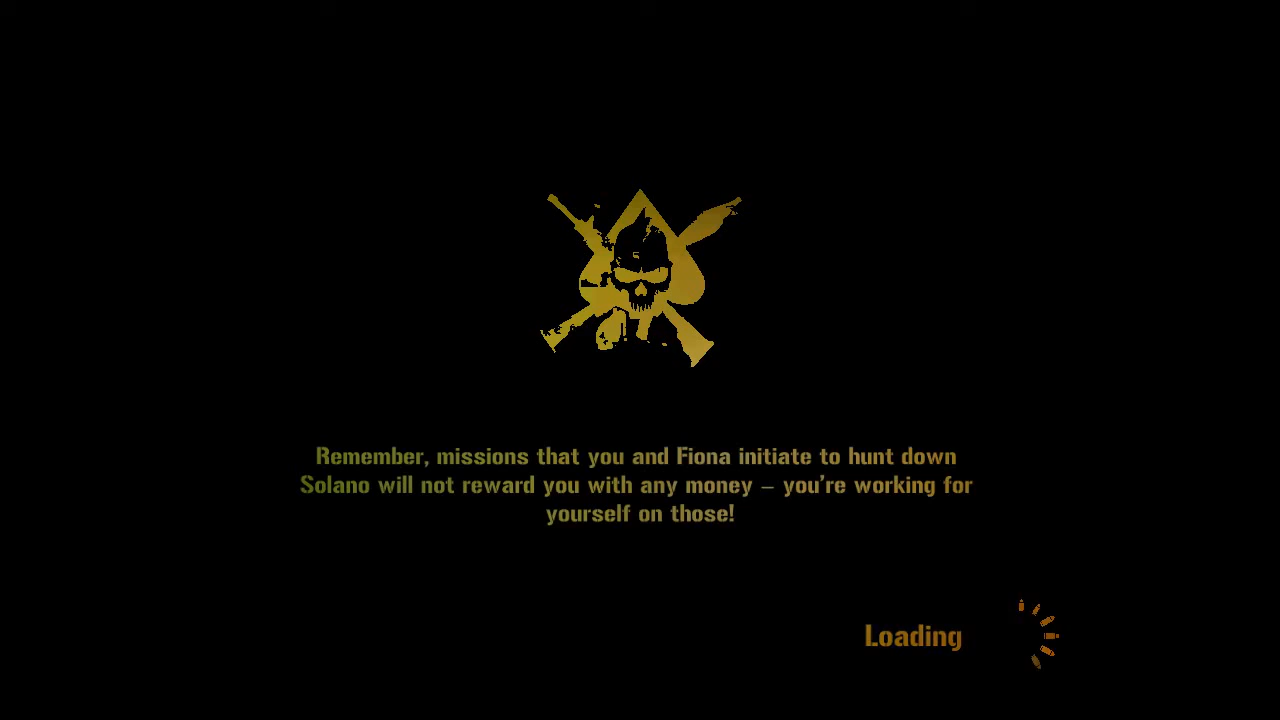 Remember, missions that you and Fiona initiate to hunt down
Solano will not reward you with any money – you're working for
yourself on those!
Loading